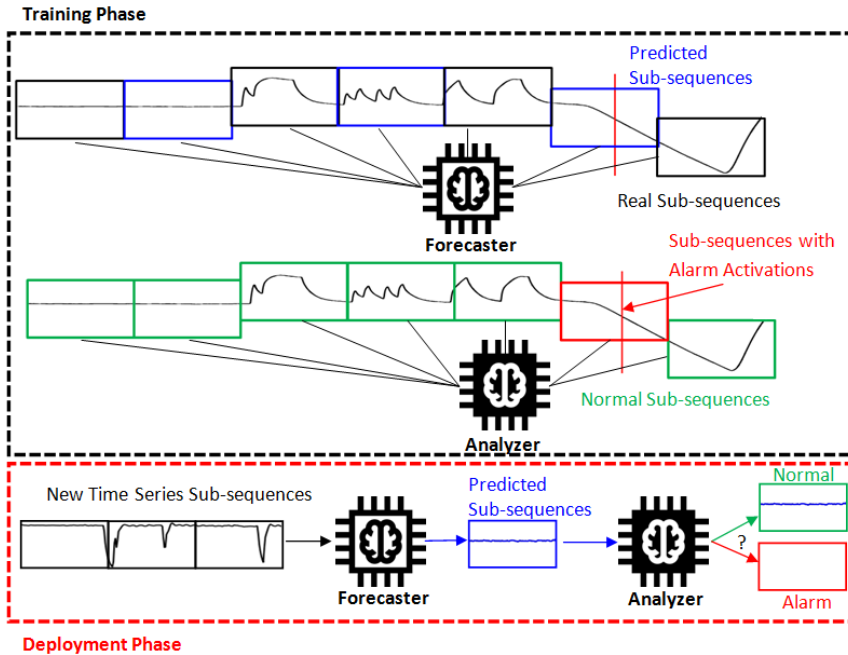 Training Phase
Predicted
Sub-sequences
Real Sub-sequences
Forecaster
Sub-sequences with
Alarm Activations
Normal Sub-sequences
Analyzer
New Time Series Sub-sequences
Predicted
Sub-sequences
Normal
?
Forecaster
Analyzer
Alarm
Deployment Phase